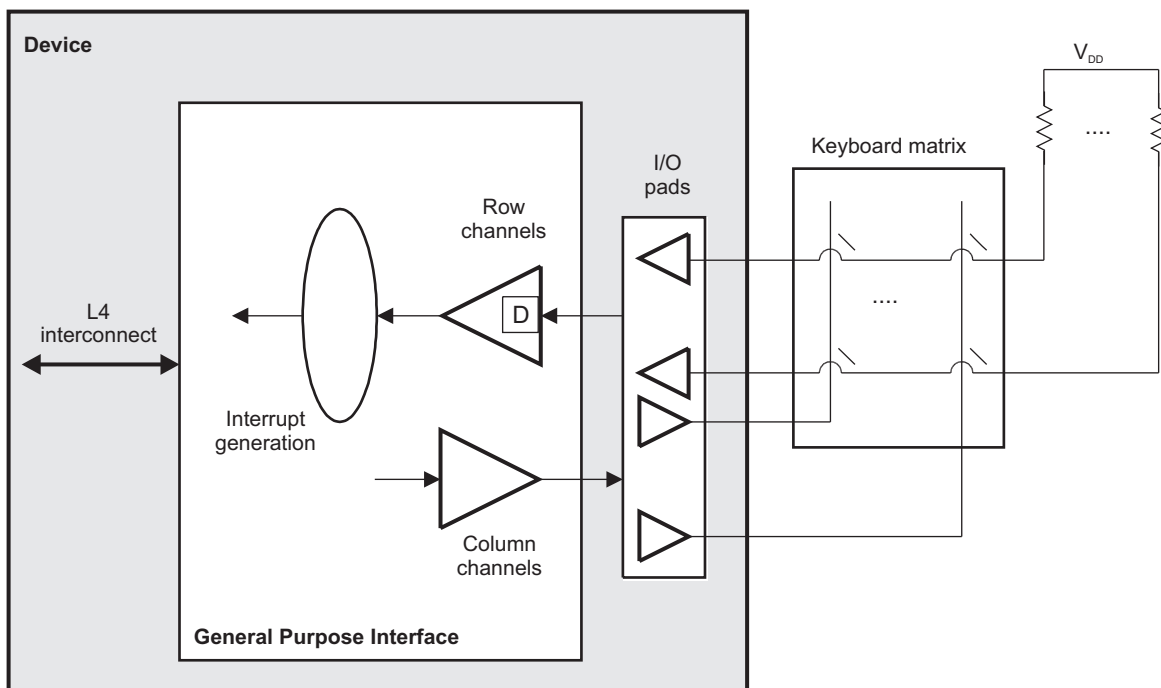 Device
V_DD
....
Keyboard matrix
I/O
pads
Row
channels
....
D
L4
interconnect
Interrupt
generation
Column
channels
General Purpose Interface